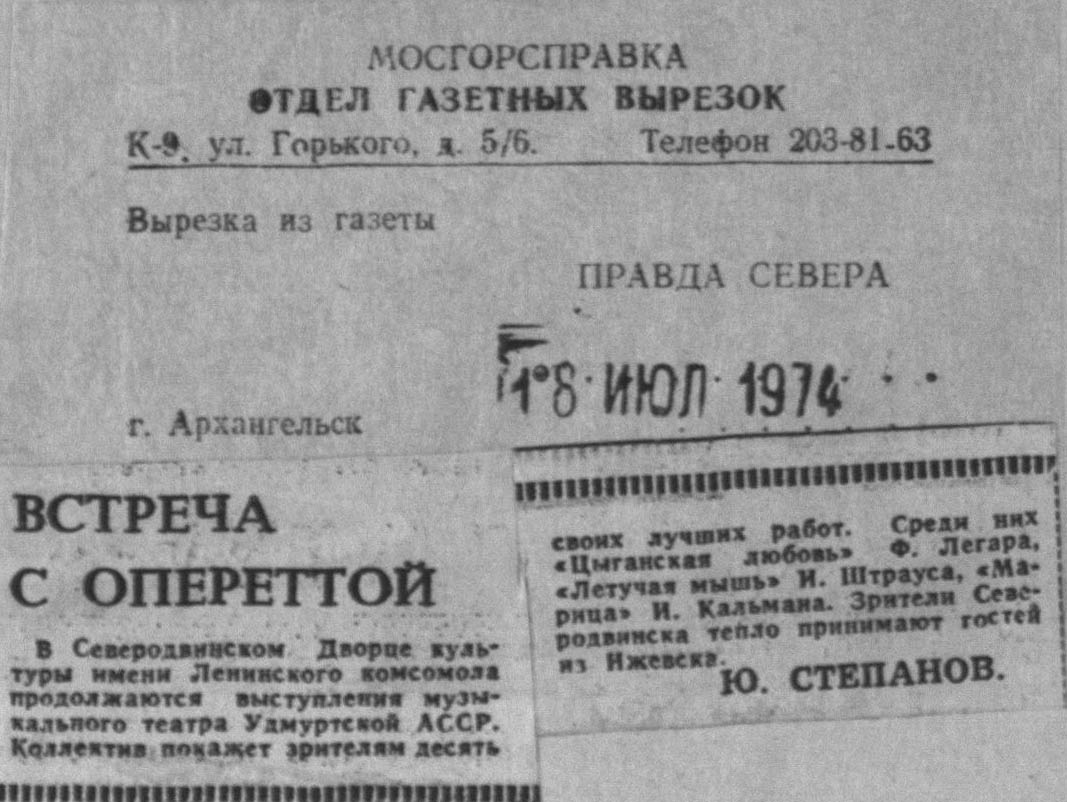 МОСГОРСПРАВКА
ОТДЕЛ ГАЗЕТНЫХ ВЫРЕЗОК
К-9, ул. Горького, д. 5/6. Телефон 203-81-63
Вырезка из газеты
ПРАВДА СЕВЕРА
18 ИЮЛ 1974
г. Архангельск
ВСТРЕЧА
С ОПЕРЕТТОЙ
В Северодвинском Дворце куль-
туры имени Ленинского комсомола
продолжаются выступления музы-
кального театра Удмуртской АССР.
Коллектив покажет зрителям десять
своих лучших работ. Среди них
«Цыганская любовь» Ф. Легара,
«Летучая мышь» И. Штрауса, «Ма-
рица» И. Кальмана. Зрители Севе-
родвинска тепло принимают гостей
из Ижевска.
Ю. СТЕПАНОВ.